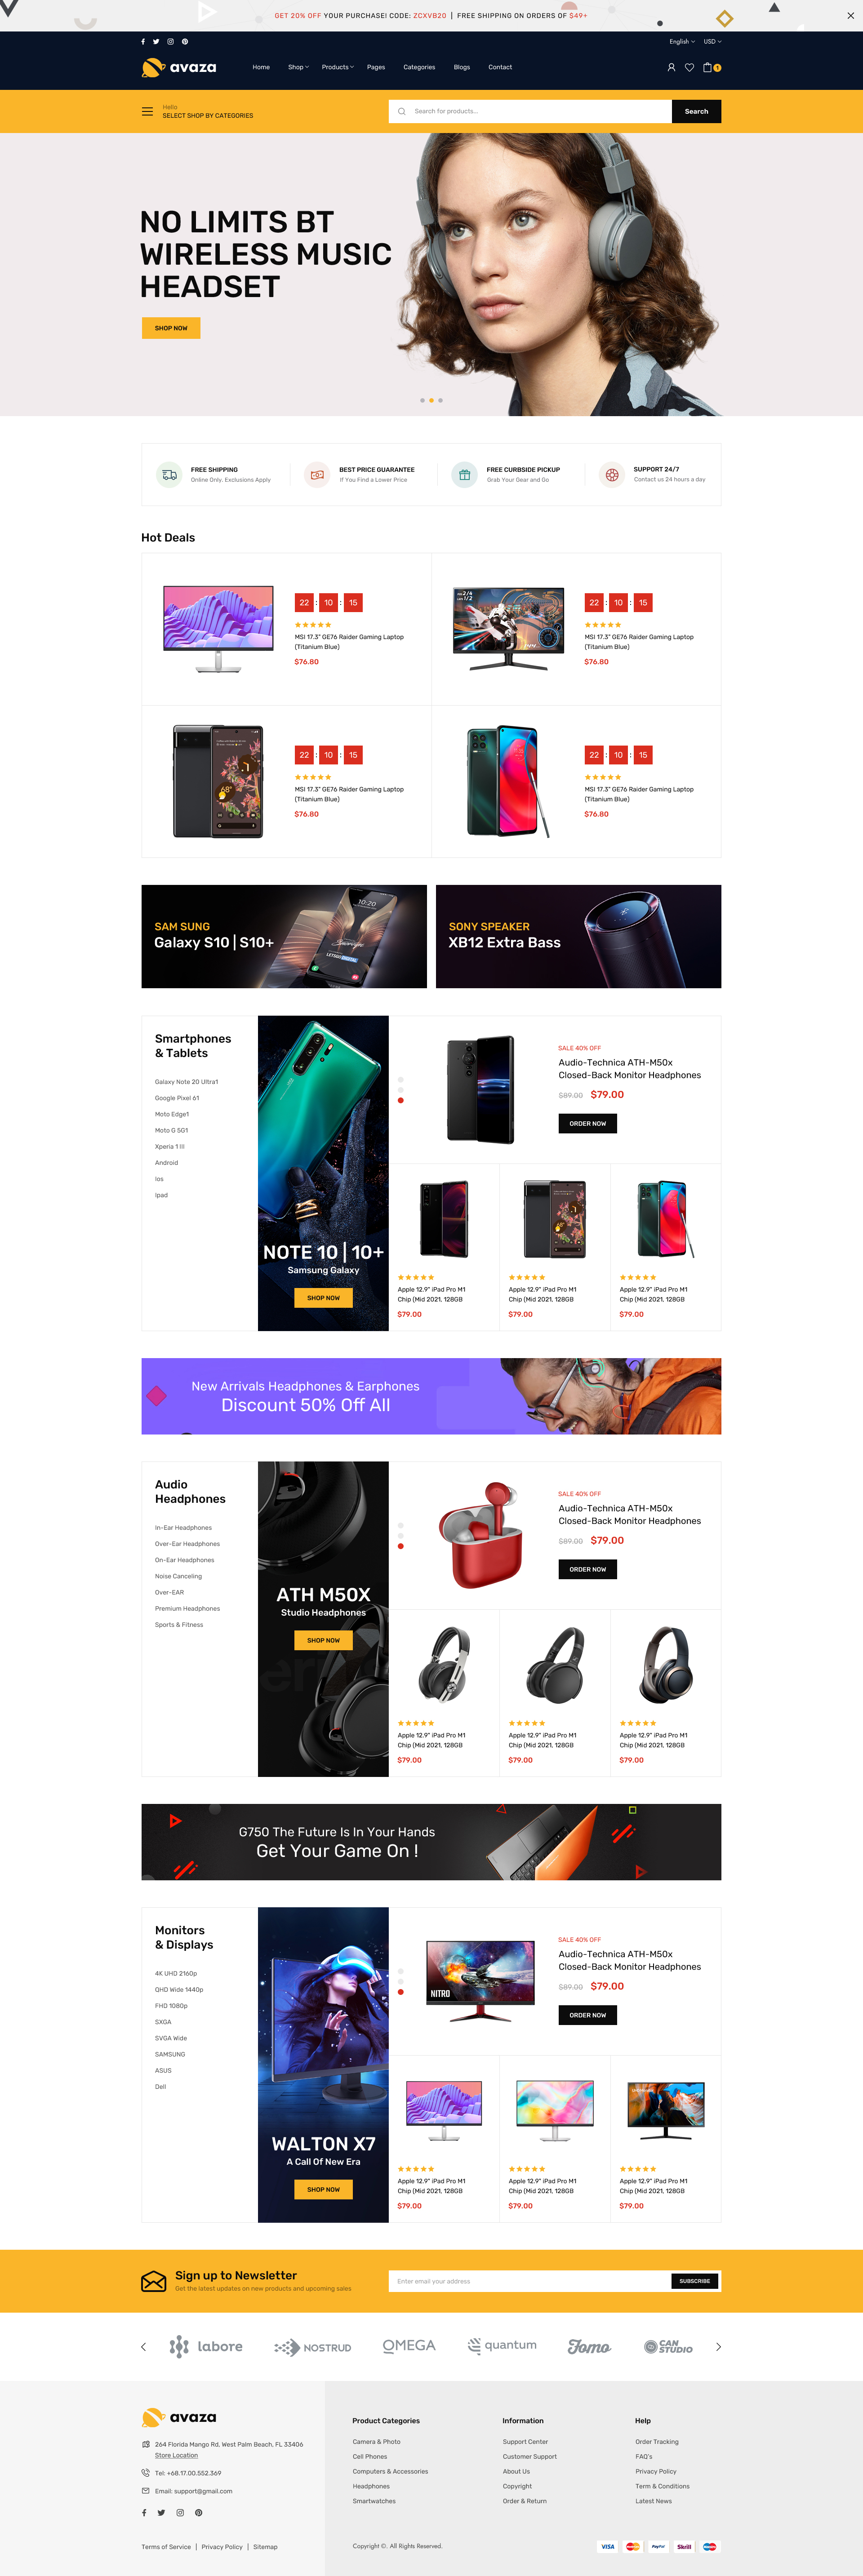 GET 20% OFF YOUR PURCHASE! CODE: ZCXVB20 | FREE SHIPPING ON ORDERS OF $49+
English USD
avaza
Home Shop Products Pages Categories Blogs Contact
1
Hello
SELECT SHOP BY CATEGORIES
Search for products...
Search
NO LIMITS BT
WIRELESS MUSIC
HEADSET
SHOP NOW
FREE SHIPPING
Online Only. Exclusions Apply
BEST PRICE GUARANTEE
If You Find a Lower Price
FREE CURBSIDE PICKUP
Grab Your Gear and Go
SUPPORT 24/7
Contact us 24 hours a day
Hot Deals
22 : 10 : 15
MSI 17.3" GE76 Raider Gaming Laptop
(Titanium Blue)
$76.80
22 : 10 : 15
MSI 17.3" GE76 Raider Gaming Laptop
(Titanium Blue)
$76.80
22 : 10 : 15
MSI 17.3" GE76 Raider Gaming Laptop
(Titanium Blue)
$76.80
22 : 10 : 15
MSI 17.3" GE76 Raider Gaming Laptop
(Titanium Blue)
$76.80
SAM SUNG
Galaxy S10 | S10+
10:20
SONY SPEAKER
XB12 Extra Bass
Smartphones
& Tablets
Galaxy Note 20 Ultra1
Google Pixel 61
Moto Edge1
Moto G 5G1
Xperia 1 III
Android
Ios
Ipad
NOTE 10 | 10+
Samsung Galaxy
SHOP NOW
SALE 40% OFF
Audio-Technica ATH-M50x
Closed-Back Monitor Headphones
$89.00 $79.00
ORDER NOW
Apple 12.9" iPad Pro M1
Chip (Mid 2021, 128GB
$79.00
Apple 12.9" iPad Pro M1
Chip (Mid 2021, 128GB
$79.00
Apple 12.9" iPad Pro M1
Chip (Mid 2021, 128GB
$79.00
New Arrivals Headphones & Earphones
Discount 50% Off All
Audio
Headphones
In-Ear Headphones
Over-Ear Headphones
On-Ear Headphones
Noise Canceling
Over-EAR
Premium Headphones
Sports & Fitness
ATH M50X
Studio Headphones
SHOP NOW
SALE 40% OFF
Audio-Technica ATH-M50x
Closed-Back Monitor Headphones
$89.00 $79.00
ORDER NOW
Apple 12.9" iPad Pro M1
Chip (Mid 2021, 128GB
$79.00
Apple 12.9" iPad Pro M1
Chip (Mid 2021, 128GB
$79.00
Apple 12.9" iPad Pro M1
Chip (Mid 2021, 128GB
$79.00
G750 The Future Is In Your Hands
Get Your Game On !
Monitors
& Displays
4K UHD 2160p
QHD Wide 1440p
FHD 1080p
SXGA
SVGA Wide
SAMSUNG
ASUS
Dell
WALTON X7
A Call Of New Era
SHOP NOW
NITRO
SALE 40% OFF
Audio-Technica ATH-M50x
Closed-Back Monitor Headphones
$89.00 $79.00
ORDER NOW
Apple 12.9" iPad Pro M1
Chip (Mid 2021, 128GB
$79.00
Apple 12.9" iPad Pro M1
Chip (Mid 2021, 128GB
$79.00
Apple 12.9" iPad Pro M1
Chip (Mid 2021, 128GB
$79.00
Sign up to Newsletter
Get the latest updates on new products and upcoming sales
Enter email your address
SUBSCRIBE
labore NOSTRUD OMEGA quantum Fomo CAN STUDIO
avaza
264 Florida Mango Rd, West Palm Beach, FL 33406
Store Location
Tel: +68.17.00.552.369
Email: support@gmail.com
Terms of Service | Privacy Policy | Sitemap
Product Categories
Camera & Photo
Cell Phones
Computers & Accessories
Headphones
Smartwatches
Information
Support Center
Customer Support
About Us
Copyright
Order & Return
Help
Order Tracking
FAQ's
Privacy Policy
Term & Conditions
Latest News
Copyright ©. All Rights Reserved.
VISA PayPal Skrill